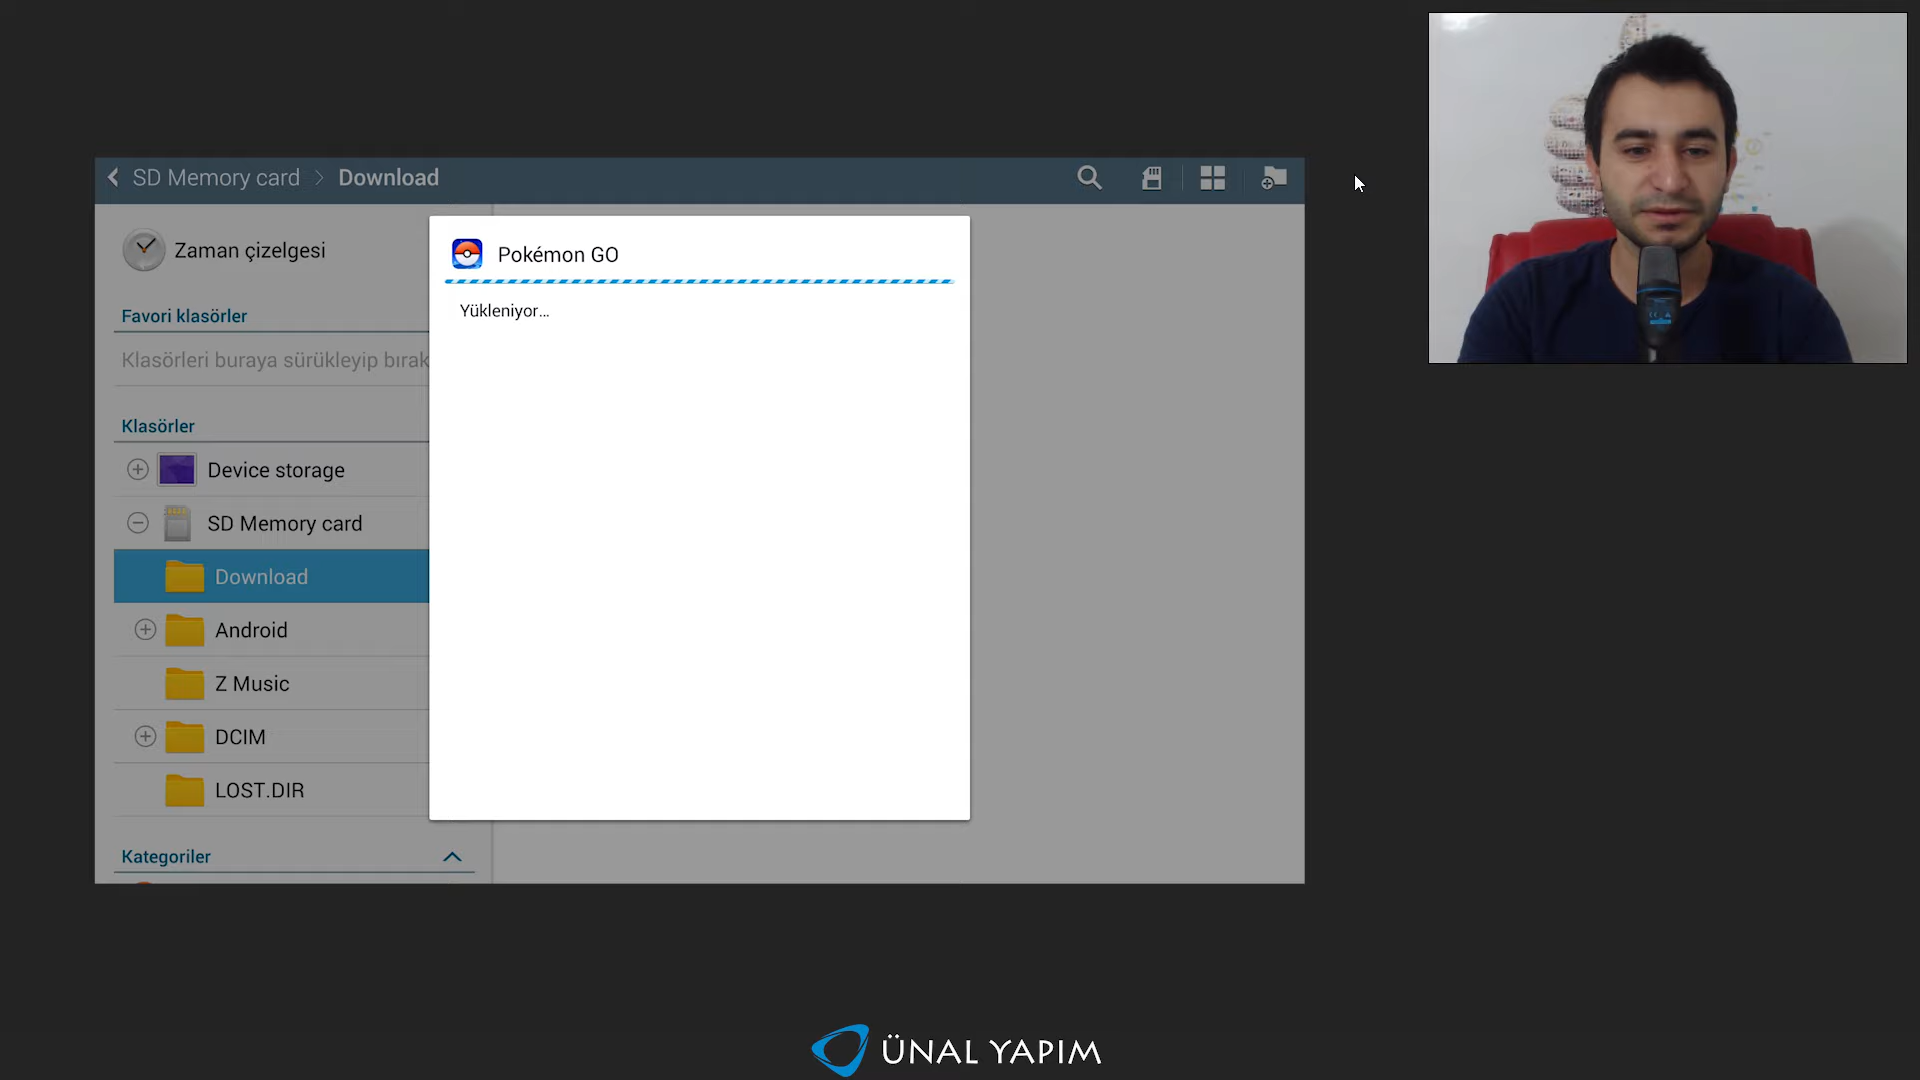 SD Memory card > Download
Zaman çizelgesi
Favori klasörler
Klasörleri buraya sürükleyip bırak
Klasörler
Device storage
SD Memory card
Download
Android
Z Music
DCIM
LOST.DIR
Kategoriler
Pokémon GO
Yükleniyor...
ÜNAL YAPIM